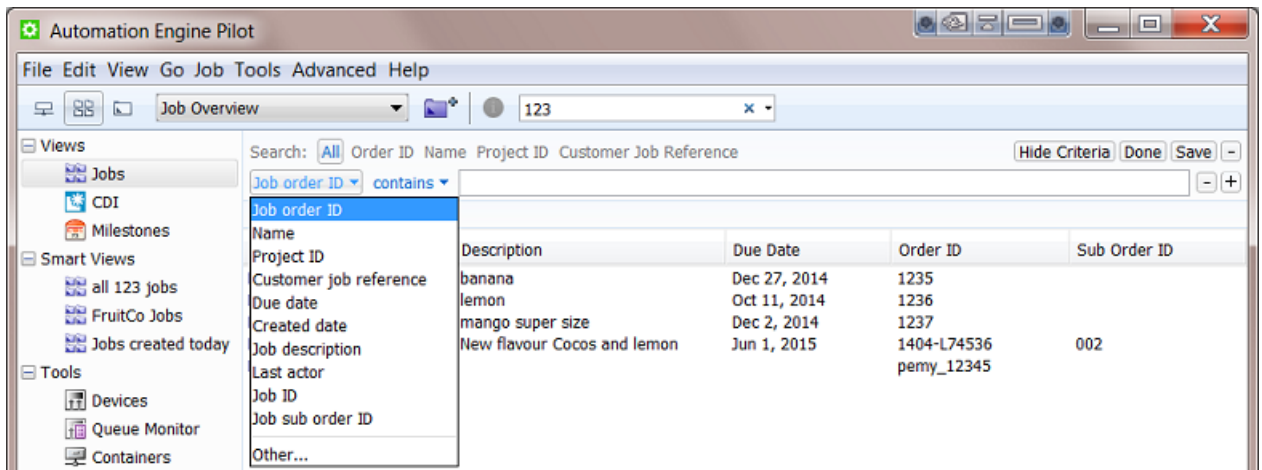 Automation Engine Pilot
File Edit View Go Job Tools Advanced Help
Job Overview 123
Views
Jobs
CDI
Milestones
Smart Views
all 123 jobs
FruitCo Jobs
Jobs created today
Tools
Devices
Queue Monitor
Containers
Search: All Order ID Name Project ID Customer Job Reference Hide Criteria Done Save -
Job order ID contains - +
Job order ID
Name
Project ID
Customer job reference
Due date
Created date
Job description
Last actor
Job ID
Job sub order ID
Other...
Description Due Date Order ID Sub Order ID
banana Dec 27, 2014 1235
lemon Oct 11, 2014 1236
mango super size Dec 2, 2014 1237
New flavour Cocos and lemon Jun 1, 2015 1404-L74536 002
pemy_12345